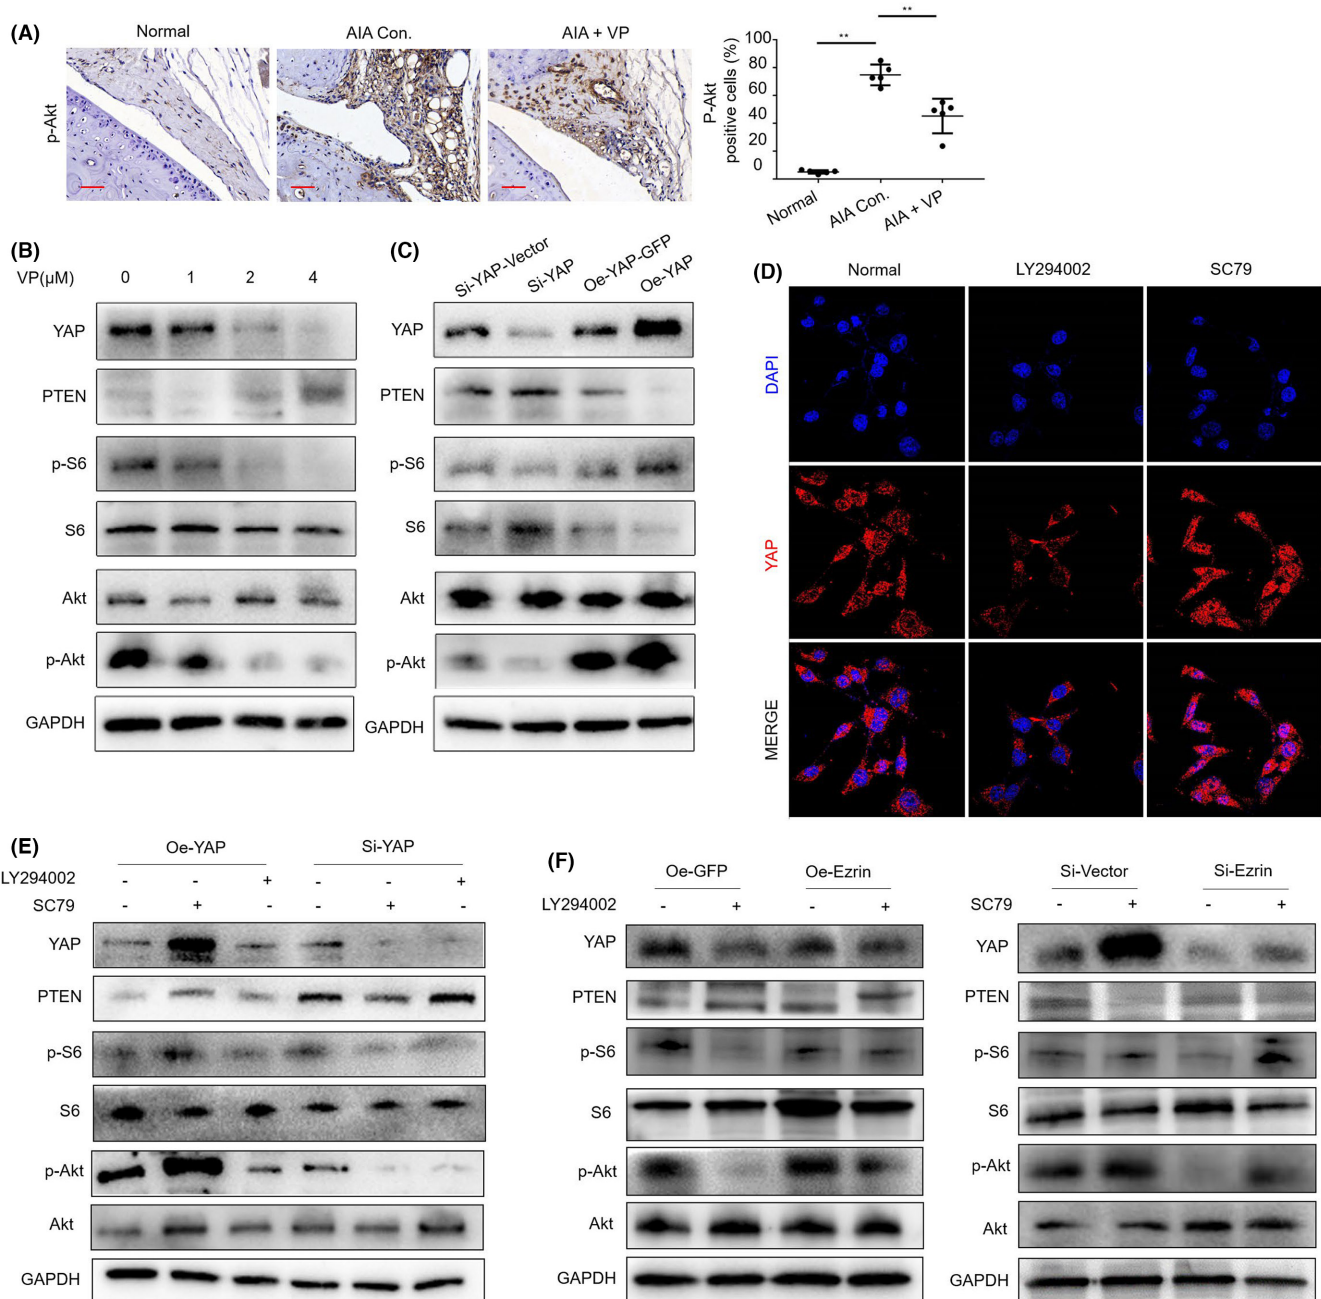 (A)
Normal
AIA Con.
AIA + VP
p-Akt
**
**
P-Akt
positive cells (%)
100
80
60
40
20
0
Normal
AIA Con.
AIA + VP
(B)
VP(μM)
0 1 2 4
YAP
PTEN
p-S6
S6
Akt
p-Akt
GAPDH
(C)
Si-YAP-Vector
Si-YAP
Oe-YAP-GFP
Oe-YAP
YAP
PTEN
p-S6
S6
Akt
p-Akt
GAPDH
(D)
Normal
LY294002
SC79
DAPI
YAP
MERGE
(E)
Oe-YAP
Si-YAP
LY294002 - - + - - +
SC79 - + - - + -
YAP
PTEN
p-S6
S6
p-Akt
Akt
GAPDH
(F)
Oe-GFP
Oe-Ezrin
LY294002 - + - +
YAP
PTEN
p-S6
S6
p-Akt
Akt
GAPDH
Si-Vector
Si-Ezrin
SC79 - + - +
YAP
PTEN
p-S6
S6
p-Akt
Akt
GAPDH